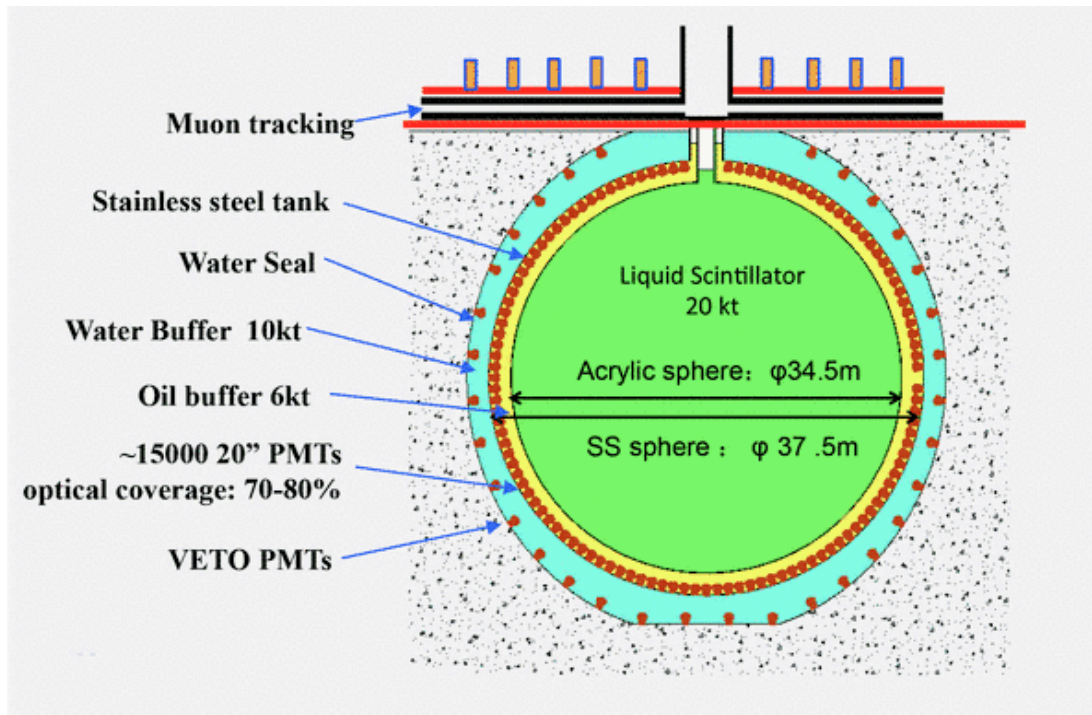 Muon tracking
Stainless steel tank
Water Seal
Water Buffer  10kt
Oil buffer 6kt
~15000 20” PMTs
optical coverage: 70-80%
VETO PMTs
Liquid Scintillator
20 kt
Acrylic sphere： φ34.5m
SS sphere ： φ 37 .5m